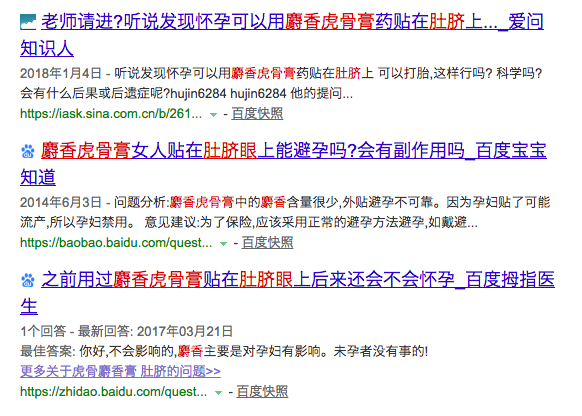 老师请进?听说发现怀孕可以用麝香虎骨膏药贴在肚脐上..._爱问
知识人
2018年1月4日 - 听说发现怀孕可以用麝香虎骨膏药贴在肚脐上 可以打胎,这样行吗? 科学吗?
会有什么后果或后遗症呢?hujin6284 hujin6284 他的提问...
https://iask.sina.com.cn/b/261... - 百度快照
麝香虎骨膏女人贴在肚脐眼上能避孕吗?会有副作用吗_百度宝宝
知道
2014年6月3日 - 问题分析:麝香虎骨膏中的麝香含量很少,外贴避孕不可靠。因为孕妇贴了可能
流产,所以孕妇禁用。 意见建议:为了保险,应该采用正常的避孕方法避孕,如戴避...
https://baobao.baidu.com/quest... - 百度快照
之前用过麝香虎骨膏贴在肚脐眼上后来还会不会怀孕_百度拇指医
生
1个回答 - 最新回答: 2017年03月21日
最佳答案: 你好,不会影响的,麝香主要是对孕妇有影响。未孕者没有事的!
更多关于虎骨麝香膏 肚脐的问题>>
https://zhidao.baidu.com/quest... - 百度快照